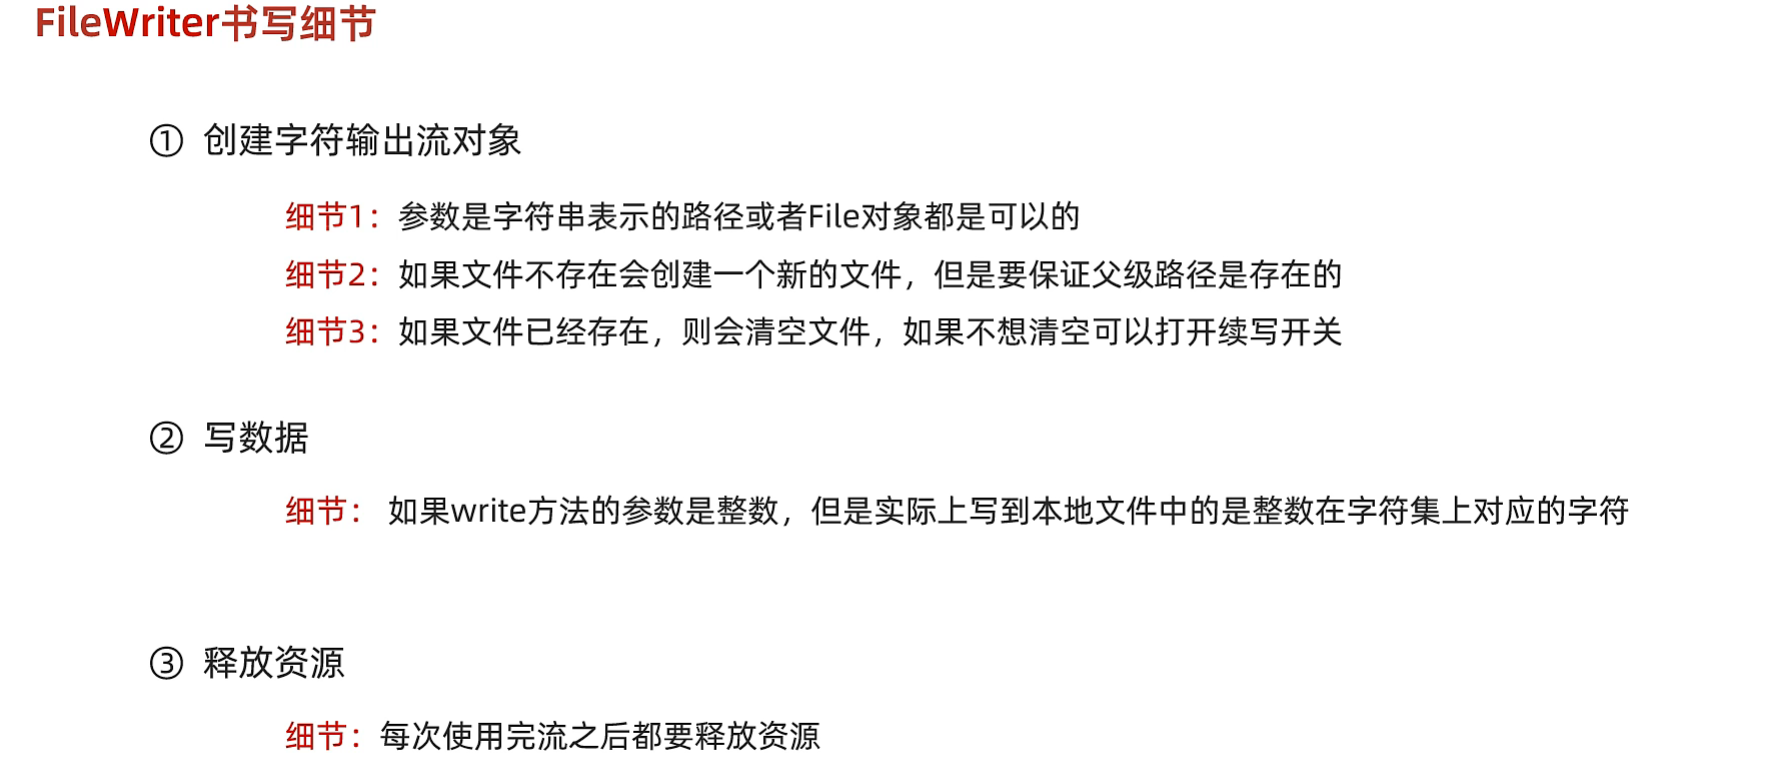 FileWriter书写细节
① 创建字符输出流对象
细节1：参数是字符串表示的路径或者File对象都是可以的
细节2：如果文件不存在会创建一个新的文件，但是要保证父级路径是存在的
细节3：如果文件已经存在，则会清空文件，如果不想清空可以打开续写开关
② 写数据
细节： 如果write方法的参数是整数，但是实际上写到本地文件中的是整数在字符集上对应的字符
③ 释放资源
细节：每次使用完流之后都要释放资源